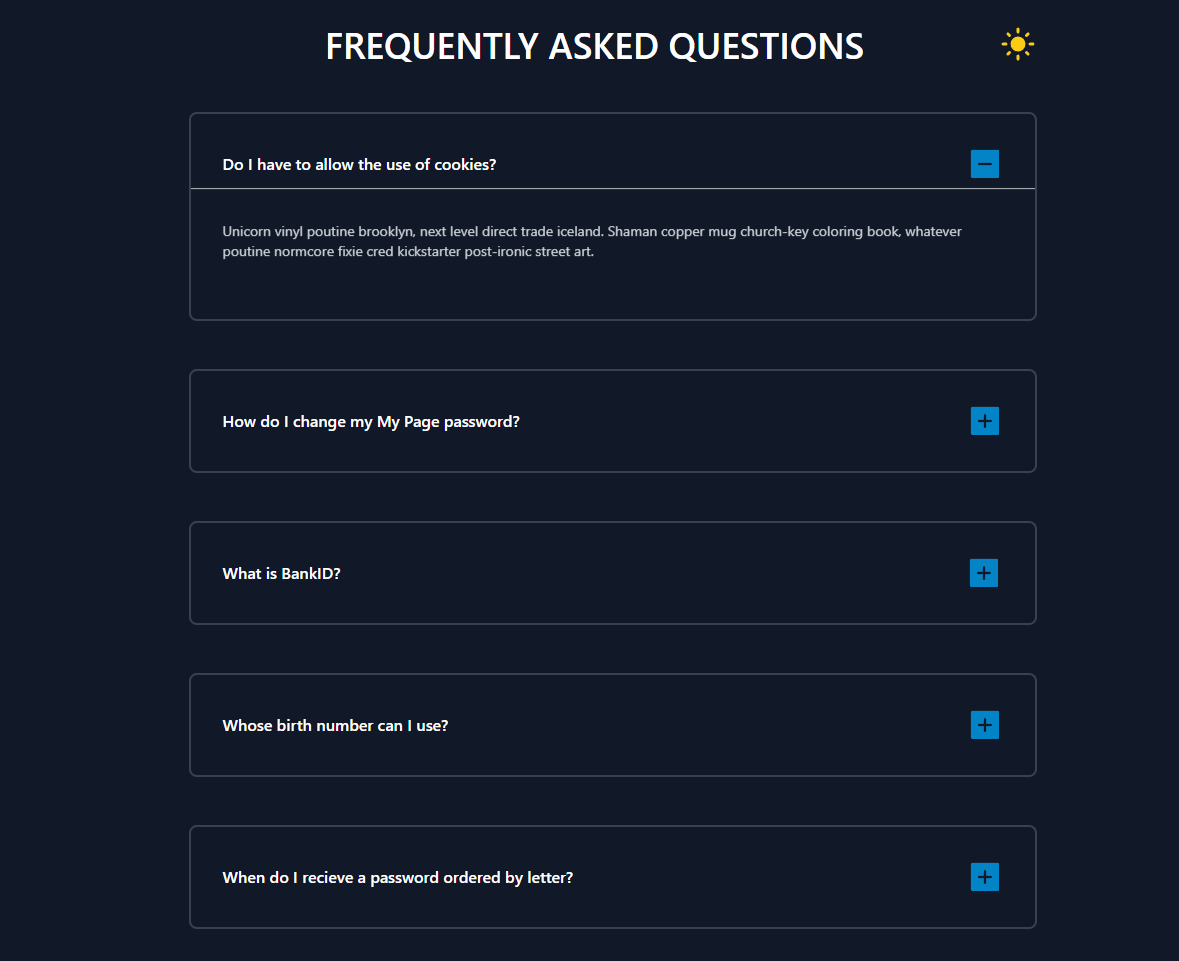 FREQUENTLY ASKED QUESTIONS
Do I have to allow the use of cookies?
Unicorn vinyl poutine brooklyn, next level direct trade iceland. Shaman copper mug church-key coloring book, whatever
poutine normcore fixie cred kickstarter post-ironic street art.
How do I change my My Page password?
What is BankID?
Whose birth number can I use?
When do I recieve a password ordered by letter?